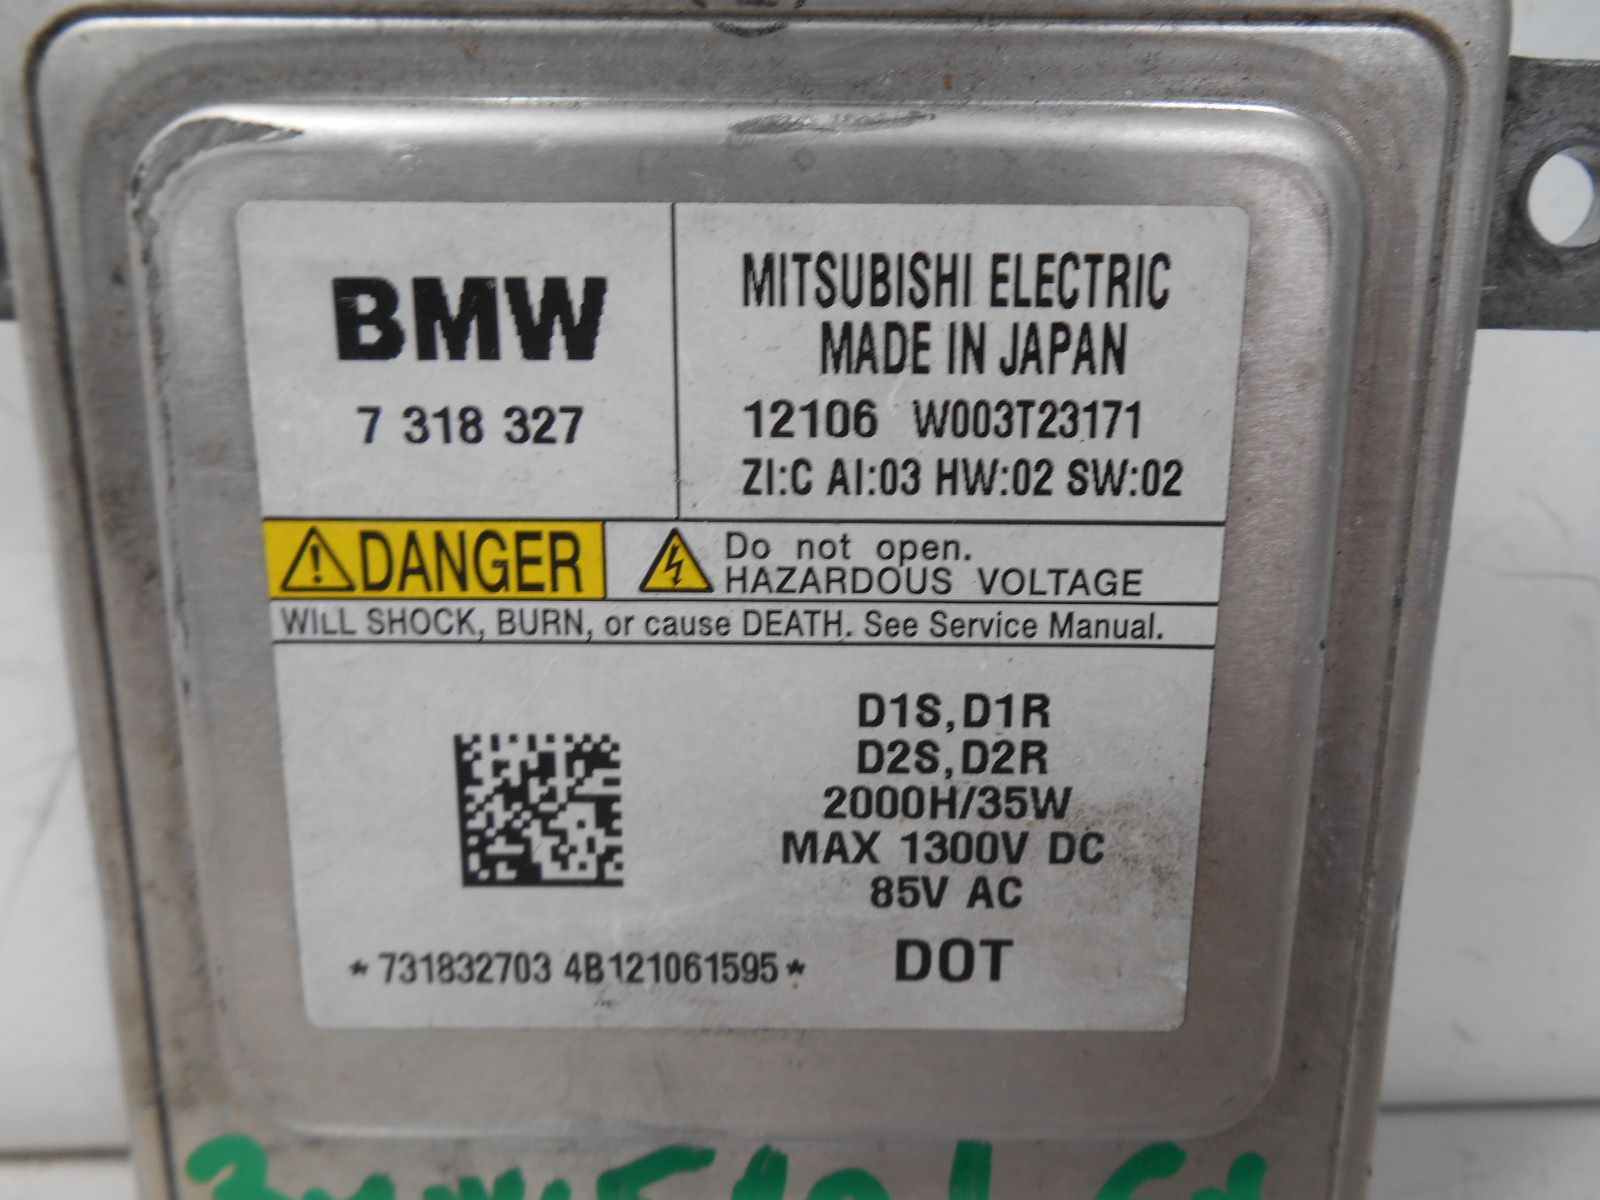 BMW
7 318 327
MITSUBISHI ELECTRIC
MADE IN JAPAN
12106 W003T23171
ZI:C AI:03 HW:02 SW:02
DANGER
Do not open.
HAZARDOUS VOLTAGE
WILL SHOCK, BURN, or cause DEATH. See Service Manual.
D1S,D1R
D2S,D2R
2000H/35W
MAX 1300V DC
85V AC
DOT
*731832703 4B121061595*